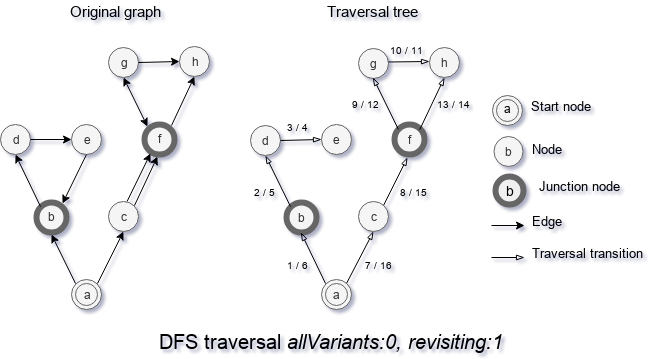 Original graph
Traversal tree
g
h
g
10 / 11
h
9 / 12
13 / 14
a
Start node
d
e
f
d
3 / 4
e
f
b
Node
2 / 5
8 / 15
b
Junction node
b
c
b
c
Edge
1 / 6
7 / 16
Traversal transition
a
a
DFS traversal allVariants:0, revisiting:1